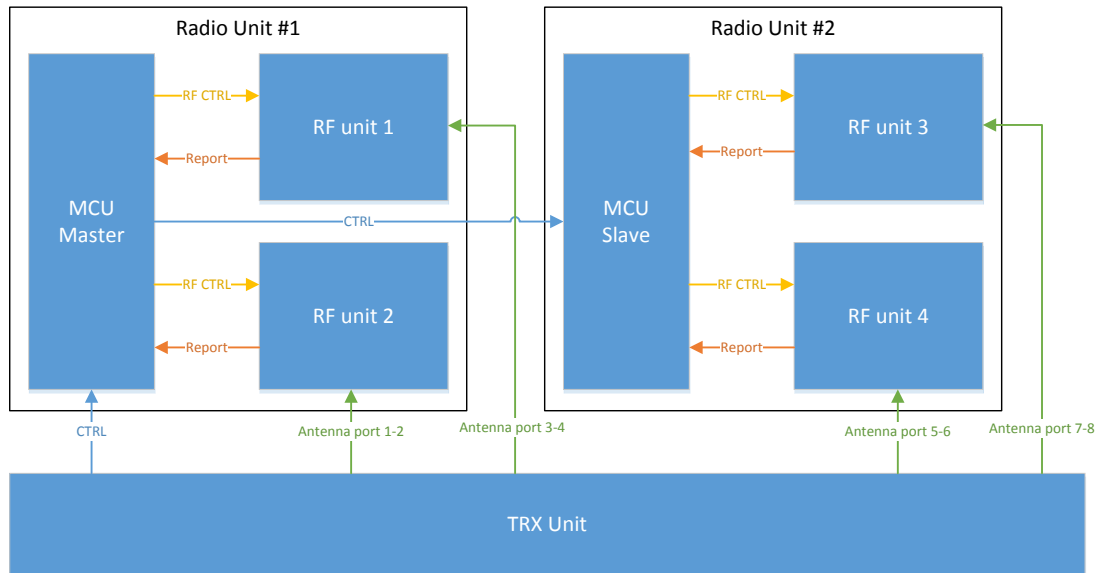 Radio Unit #1
MCU
Master
RF CTRL
RF unit 1
Report
CTRL
RF CTRL
RF unit 2
Report
Radio Unit #2
MCU
Slave
RF CTRL
RF unit 3
Report
RF CTRL
RF unit 4
Report
CTRL
Antenna port 1-2
Antenna port 3-4
Antenna port 5-6
Antenna port 7-8
TRX Unit